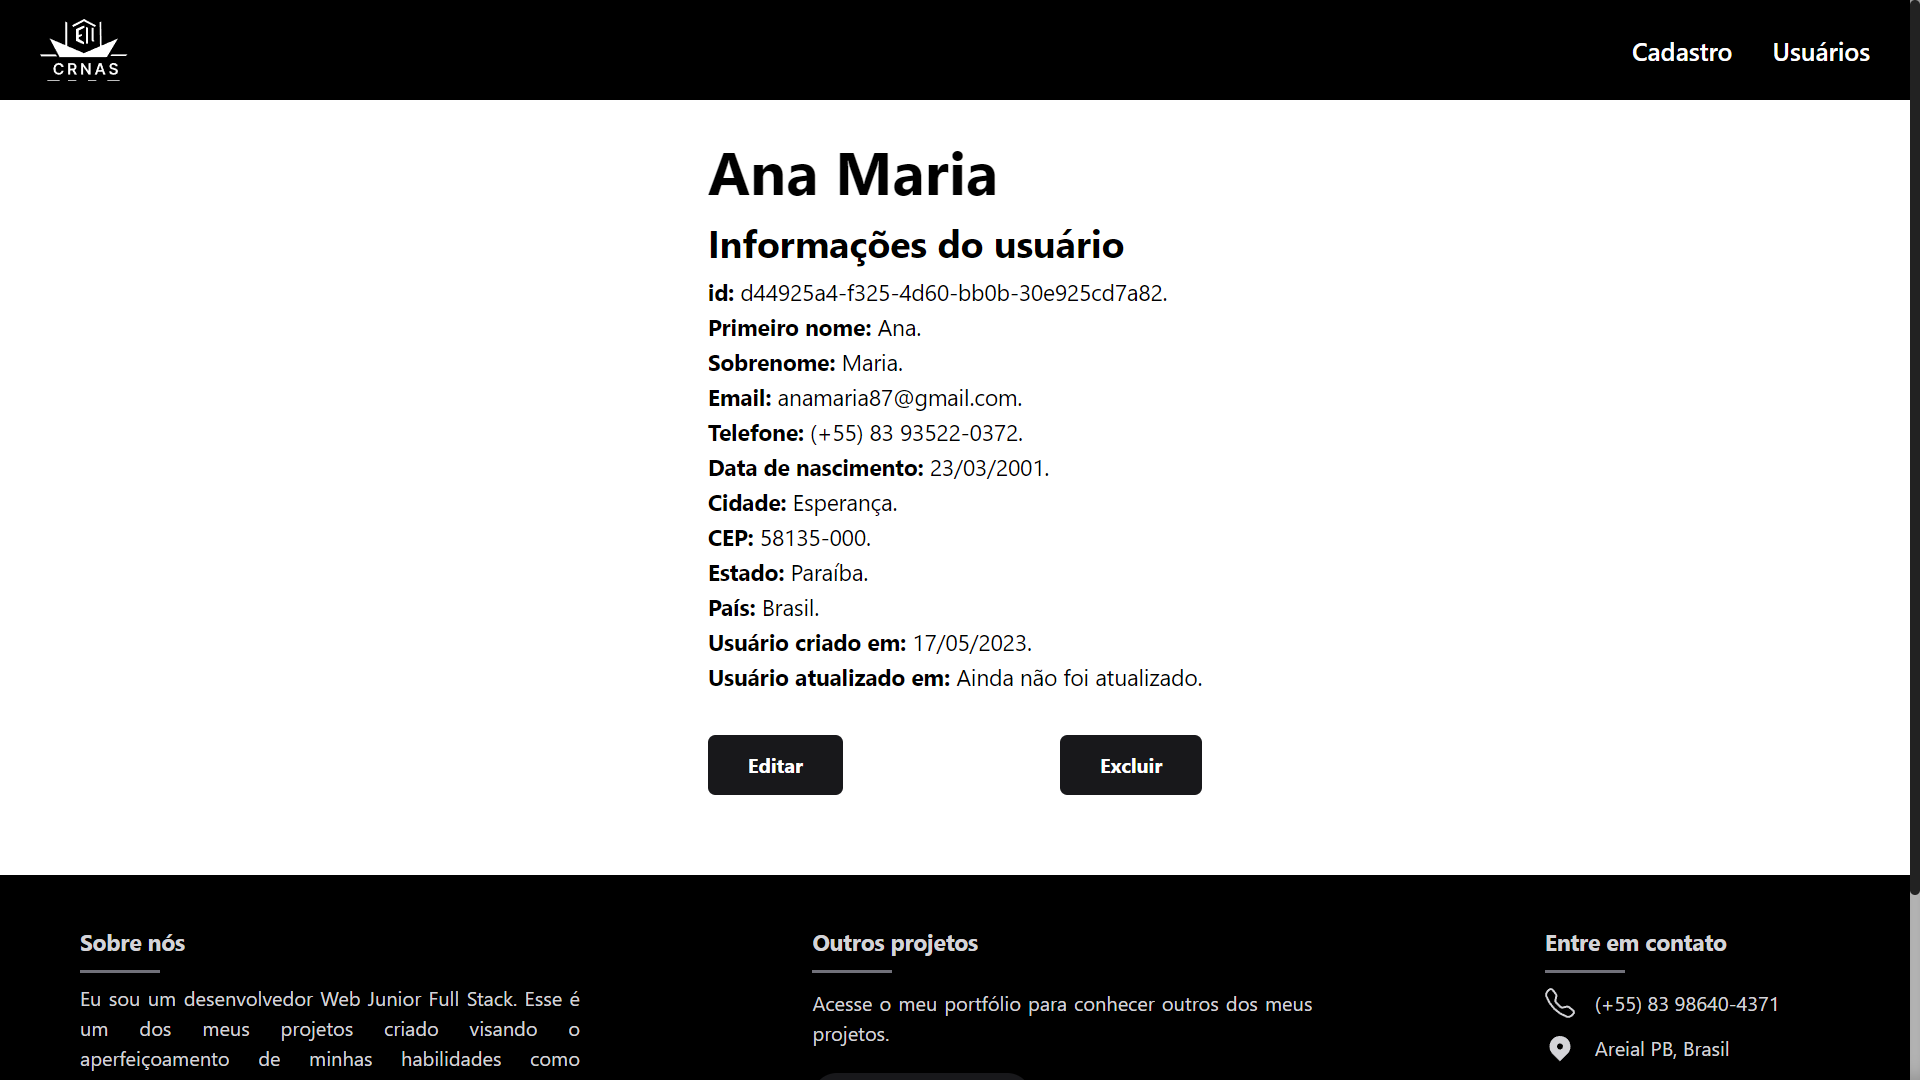 CRNAS
Cadastro
Usuários
Ana Maria
Informações do usuário
id: d44925a4-f325-4d60-bb0b-30e925cd7a82.
Primeiro nome: Ana.
Sobrenome: Maria.
Email: anamaria87@gmail.com.
Telefone: (+55) 83 93522-0372.
Data de nascimento: 23/03/2001.
Cidade: Esperança.
CEP: 58135-000.
Estado: Paraíba.
País: Brasil.
Usuário criado em: 17/05/2023.
Usuário atualizado em: Ainda não foi atualizado.
Editar
Excluir
Sobre nós
Eu sou um desenvolvedor Web Junior Full Stack. Esse é
um dos meus projetos criado visando o
aperfeiçoamento de minhas habilidades como
Outros projetos
Acesse o meu portfólio para conhecer outros dos meus
projetos.
Entre em contato
(+55) 83 98640-4371
Areial PB, Brasil